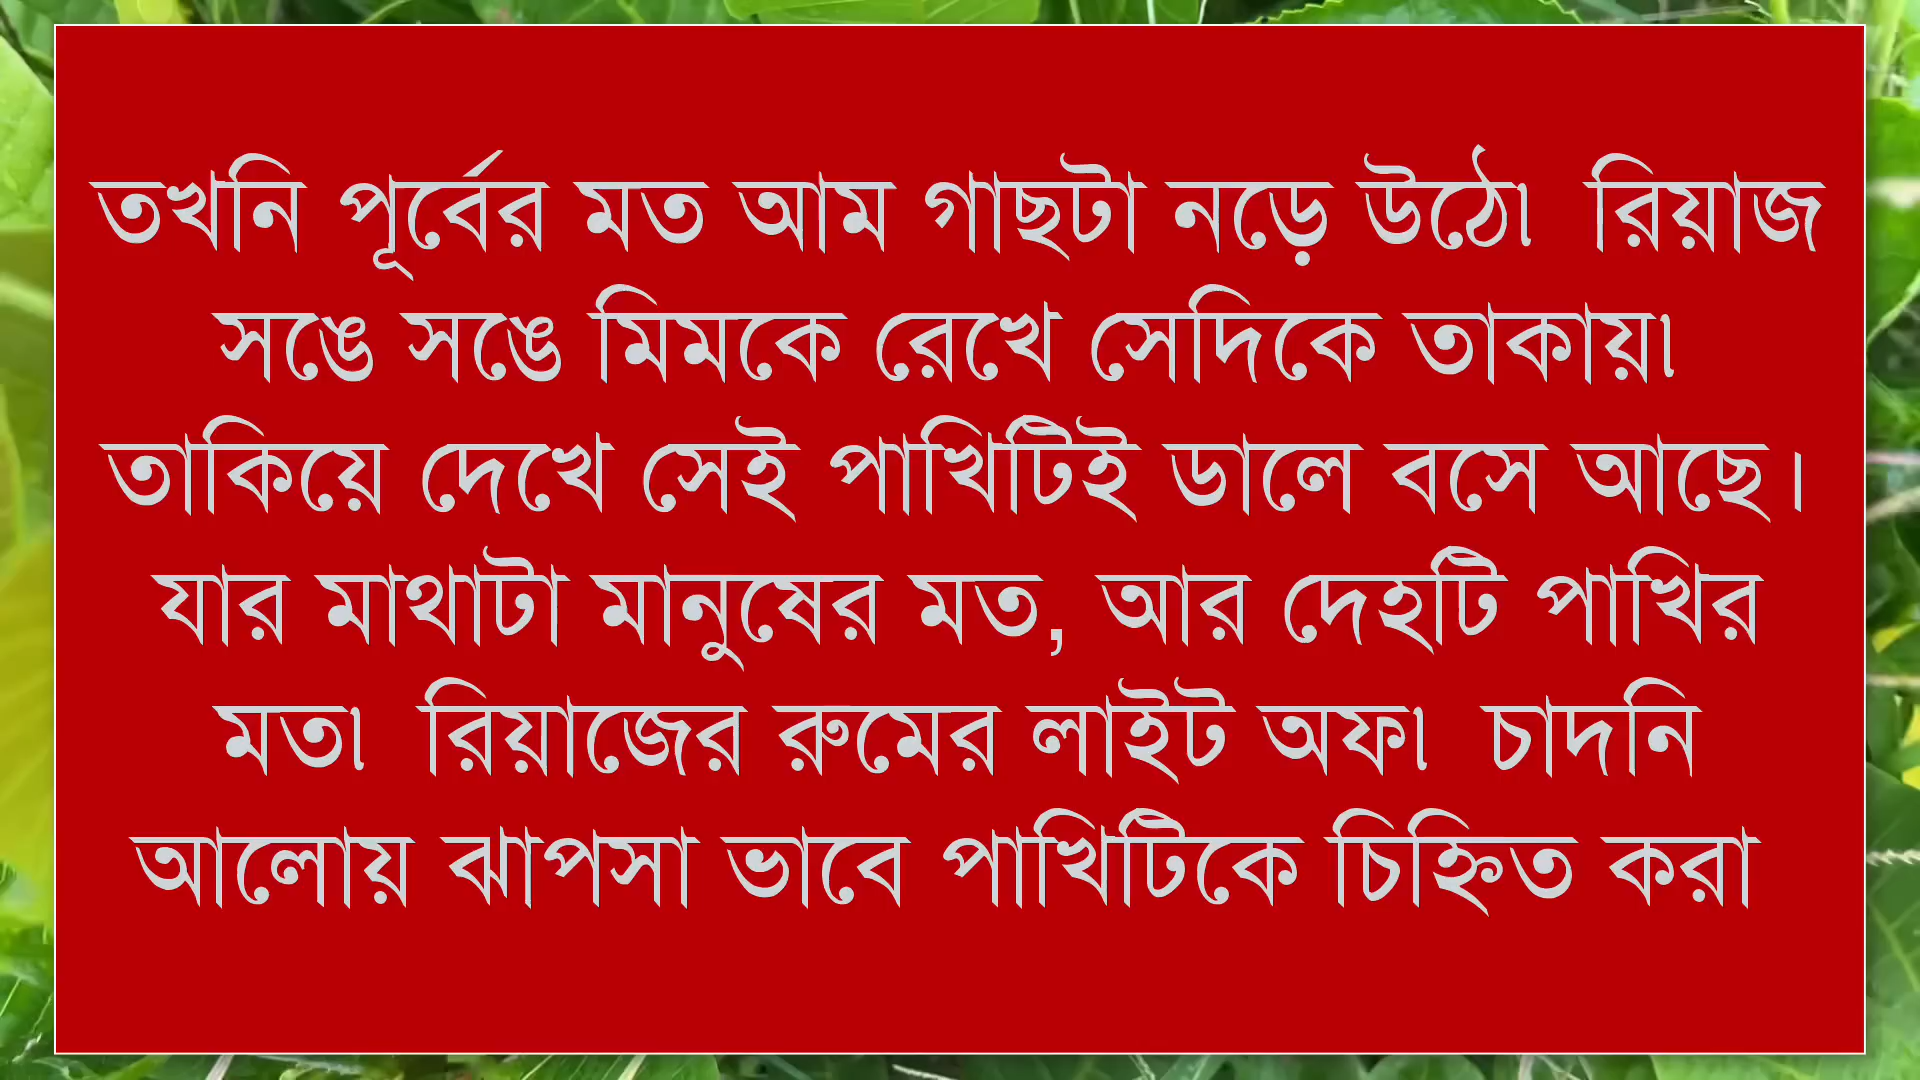 তখনি পূর্বের মত আম গাছটা নড়ে উঠে৷ রিয়াজ
সঙে সঙে মিমকে রেখে সেদিকে তাকায়৷
তাকিয়ে দেখে সেই পাখিটিই ডালে বসে আছে।
যার মাথাটা মানুষের মত, আর দেহটি পাখির
মত৷ রিয়াজের রুমের লাইট অফ৷ চাদনি
আলোয় ঝাপসা ভাবে পাখিটিকে চিহ্নিত করা